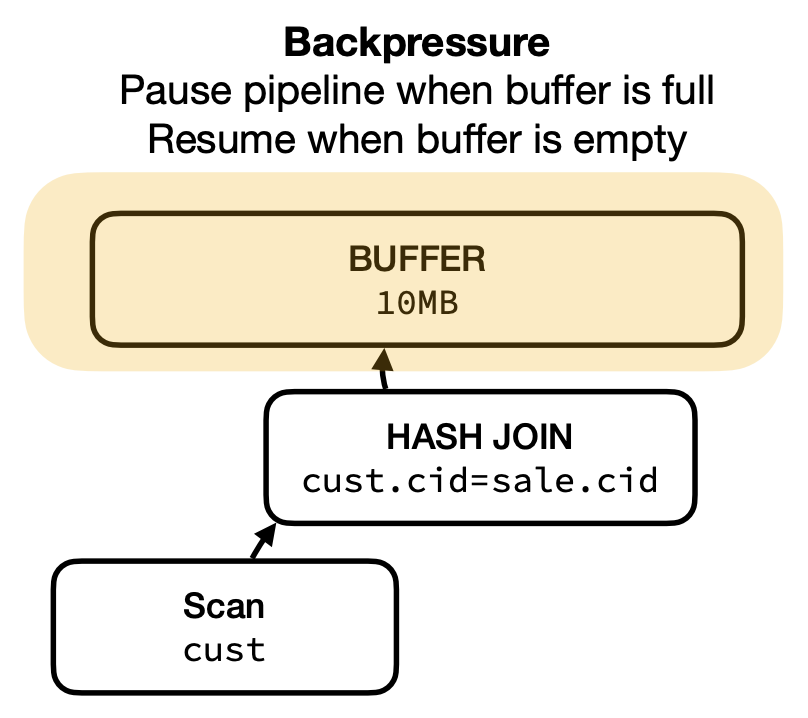 Backpressure
Pause pipeline when buffer is full
Resume when buffer is empty
BUFFER
10MB
HASH JOIN
cust.cid=sale.cid
Scan
cust